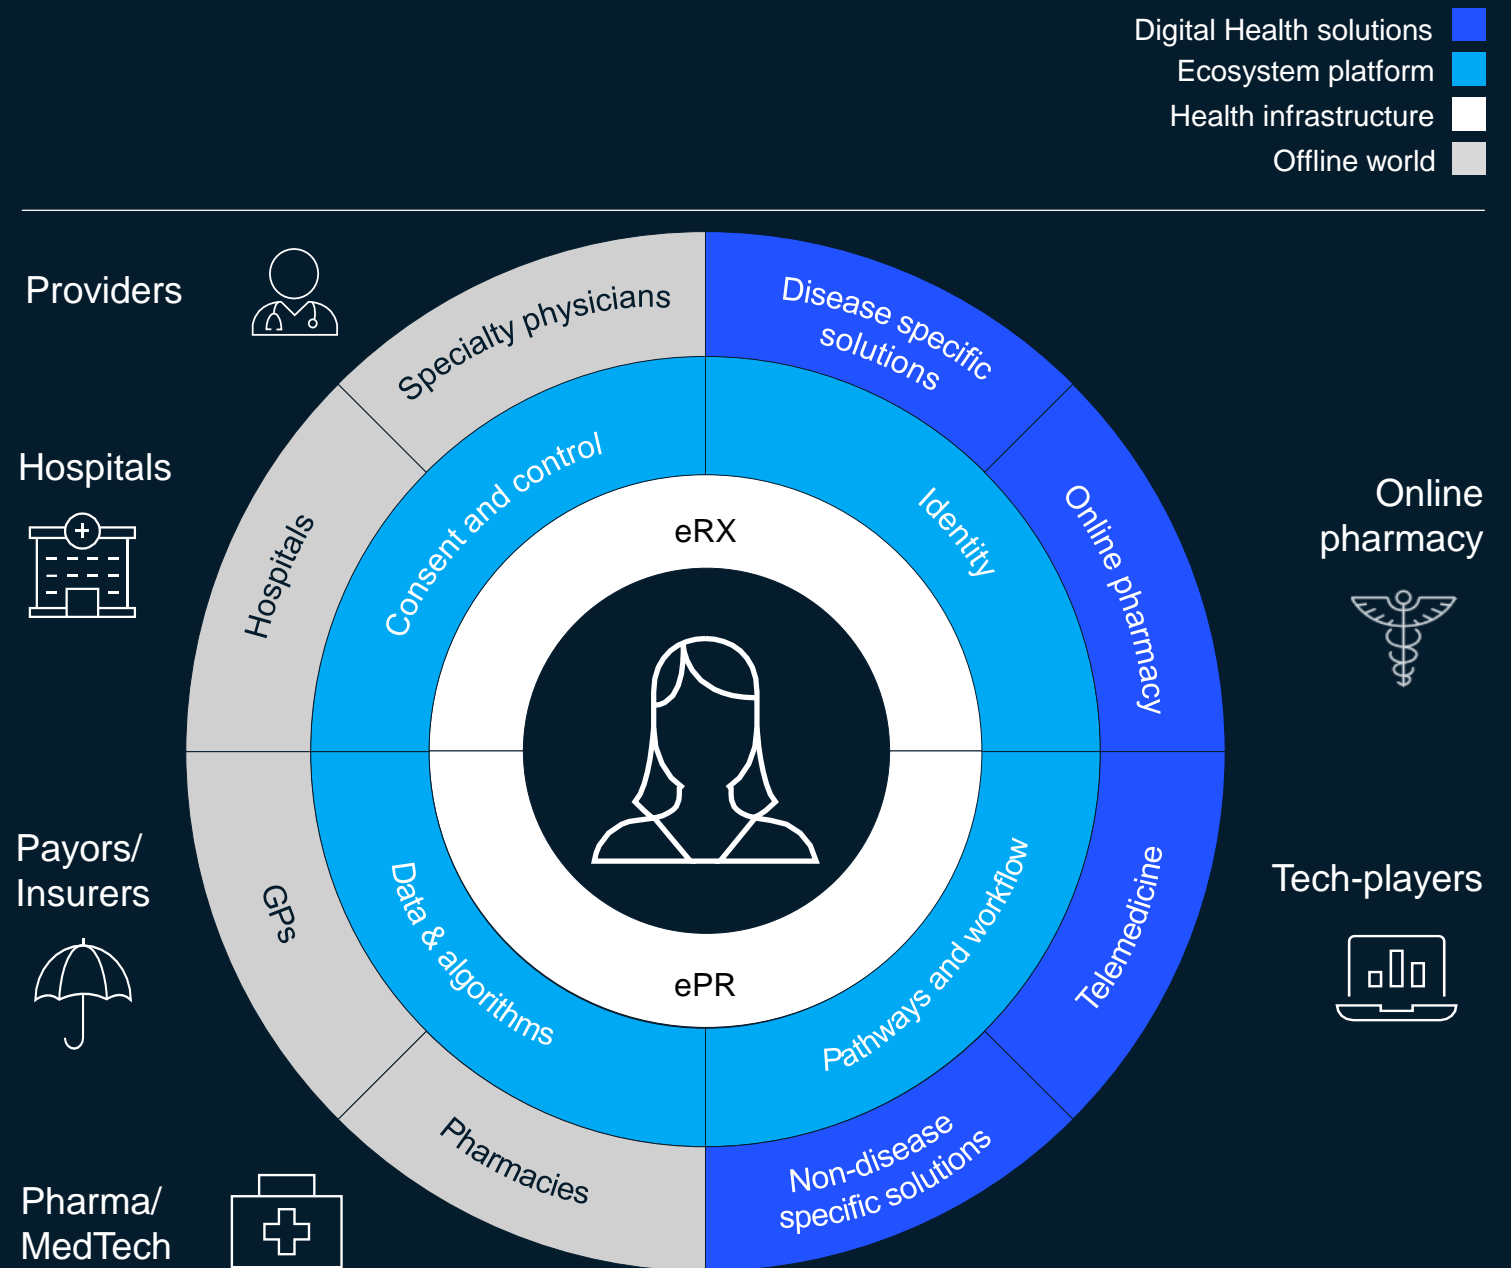 Digital Health solutions
Ecosystem platform
Health infrastructure
Offline world
Providers
Hospitals
Payors/
Insurers
Pharma/
MedTech
Specialty physicians
Disease specific
solutions
Hospitals
Online pharmacy
GPs
Telemedicine
Pharmacies
Non-disease
specific solutions
Consent and control
Identity
Data & algorithms
Pathways and workflow
eRX
ePR
Online
pharmacy
Tech-players